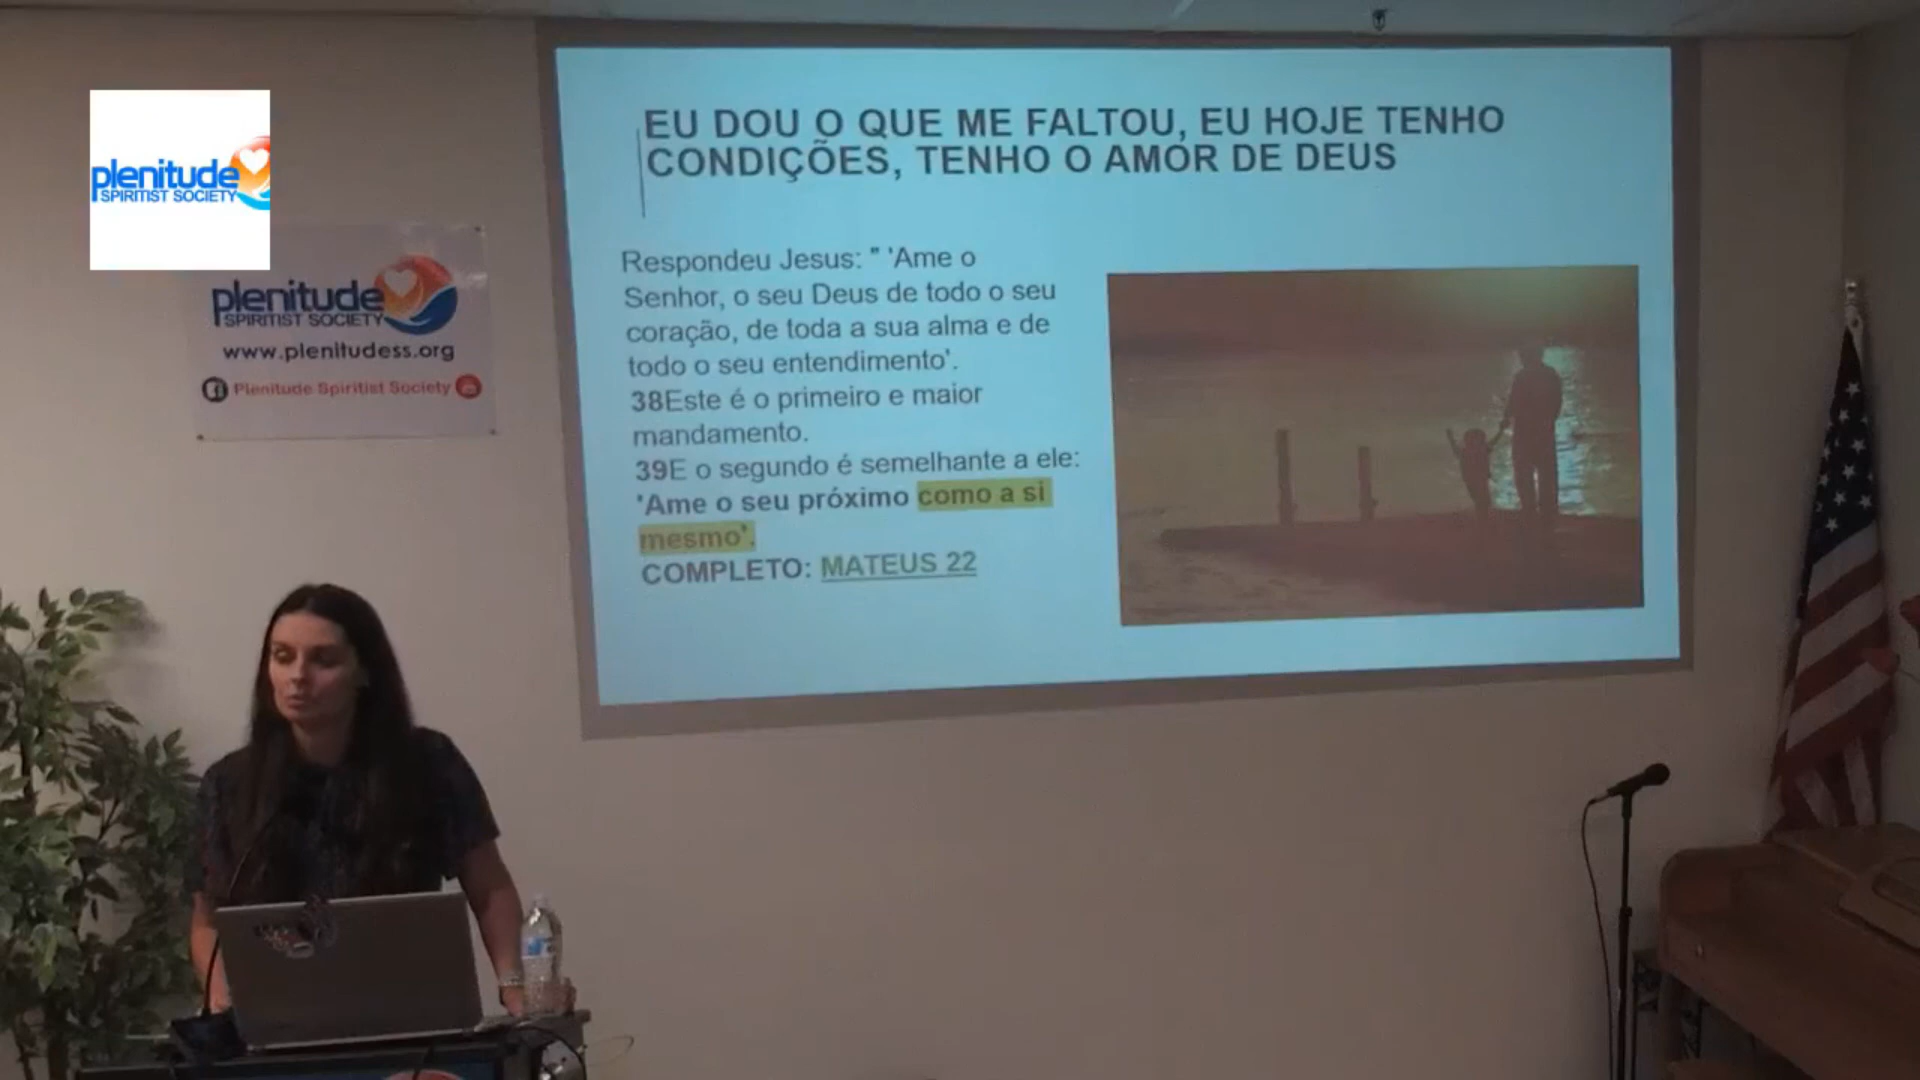 plenitude
SPIRITIST SOCIETY
plenitude
SPIRITIST SOCIETY
www.plenitudess.org
Plenitude Spiritist Society
EU DOU O QUE ME FALTOU, EU HOJE TENHO
CONDIÇÕES, TENHO O AMOR DE DEUS
Respondeu Jesus: " 'Ame o
Senhor, o seu Deus de todo o seu
coração, de toda a sua alma e de
todo o seu entendimento'.
38Este é o primeiro e maior
mandamento.
39E o segundo é semelhante a ele:
'Ame o seu próximo como a si
mesmo'.
COMPLETO: MATEUS 22